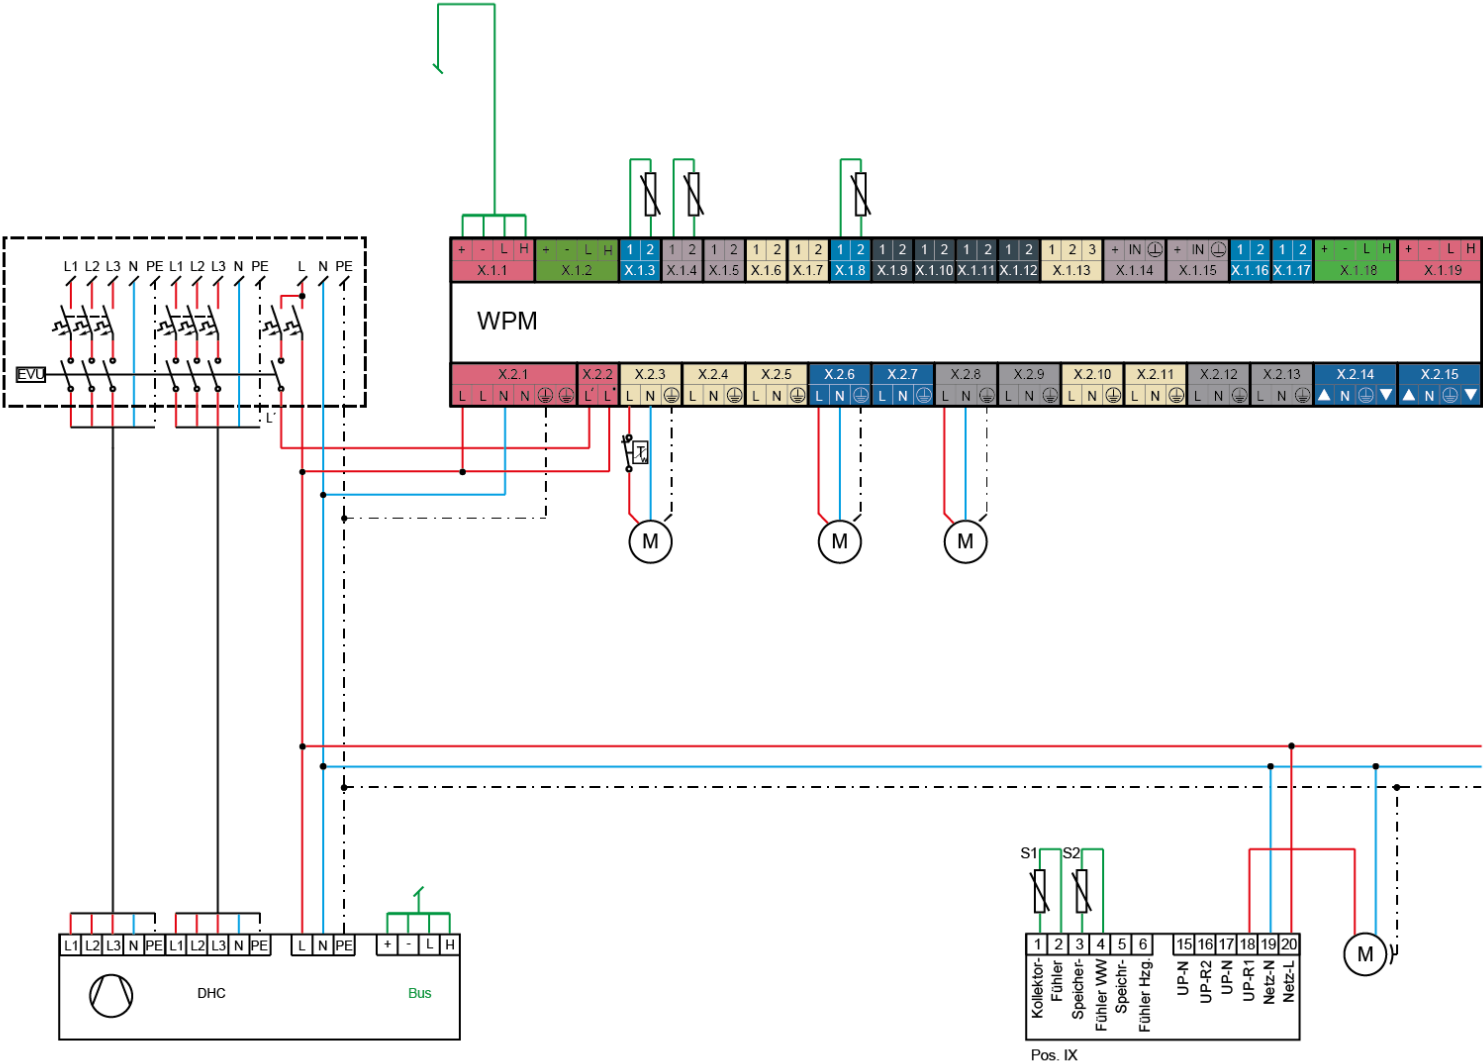 + - L H + - L H 1 2 1 2 1 2 1 2 1 2 1 2 1 2 1 2 1 2 1 2 1 2 3 + IN + IN 1 2 1 2 + - L H + - L H
X.1.1 X.1.2 X.1.3 X.1.4 X.1.5 X.1.6 X.1.7 X.1.8 X.1.9 X.1.10 X.1.11 X.1.12 X.1.13 X.1.14 X.1.15 X.1.16 X.1.17 X.1.18 X.1.19
L1 L2 L3 N PE L1 L2 L3 N PE L N PE
WPM
EVU
X.2.1 X.2.2 X.2.3 X.2.4 X.2.5 X.2.6 X.2.7 X.2.8 X.2.9 X.2.10 X.2.11 X.2.12 X.2.13 X.2.14 X.2.15
L L N N L' L* L N L N L N L N L N L N L N L N L N L N L N N N
L'
M M M
S1 S2
L1 L2 L3 N PE L1 L2 L3 N PE L N PE + - L H
1 2 3 4 5 6 15 16 17 18 19 20
M
DHC
Bus
Kollektor-
Fühler
Speicher-
Fühler WW
Speichr-
Fühler Hzg.
UP-N
UP-R2
UP-N
UP-R1
Netz-N
Netz-L
Pos. IX